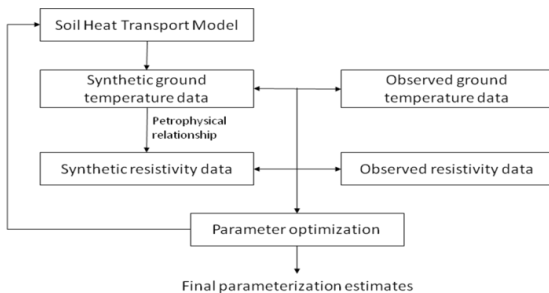 Soil Heat Transport Model
Synthetic ground
temperature data
Observed ground
temperature data
Petrophysical
relationship
Synthetic resistivity data
Observed resistivity data
Parameter optimization
Final parameterization estimates